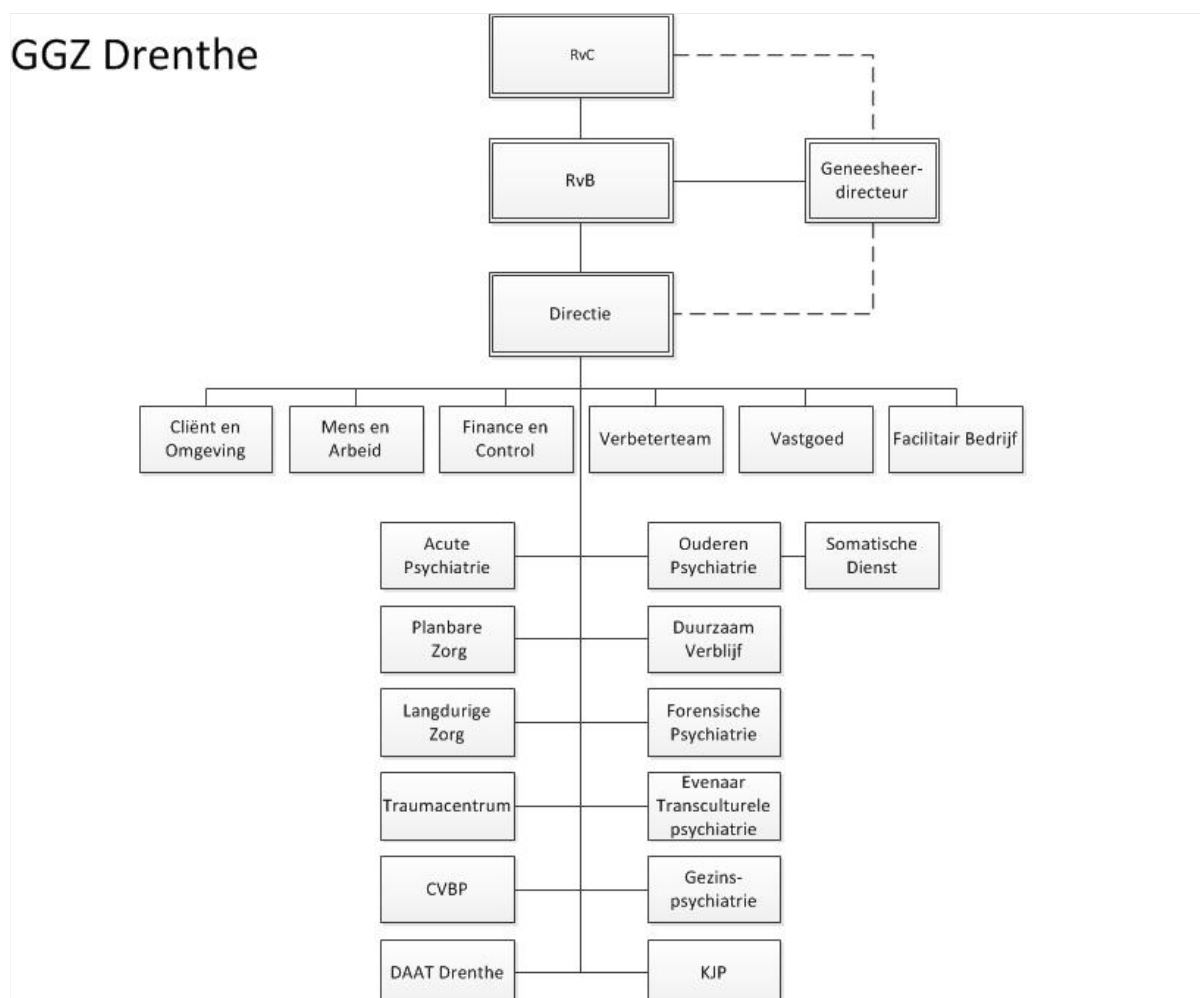 GGZ Drenthe
RvC
RvB
Geneesheer-
directeur
Directie
Cliënt en
Omgeving
Mens en
Arbeid
Finance en
Control
Verbeterteam
Vastgoed
Facilitair Bedrijf
Acute
Psychiatrie
Ouderen
Psychiatrie
Somatische
Dienst
Planbare
Zorg
Duurzaam
Verblijf
Langdurige
Zorg
Forensische
Psychiatrie
Traumacentrum
Evenaar
Transculturele
psychiatrie
CVBP
Gezins-
psychiatrie
DAAT Drenthe
KJP